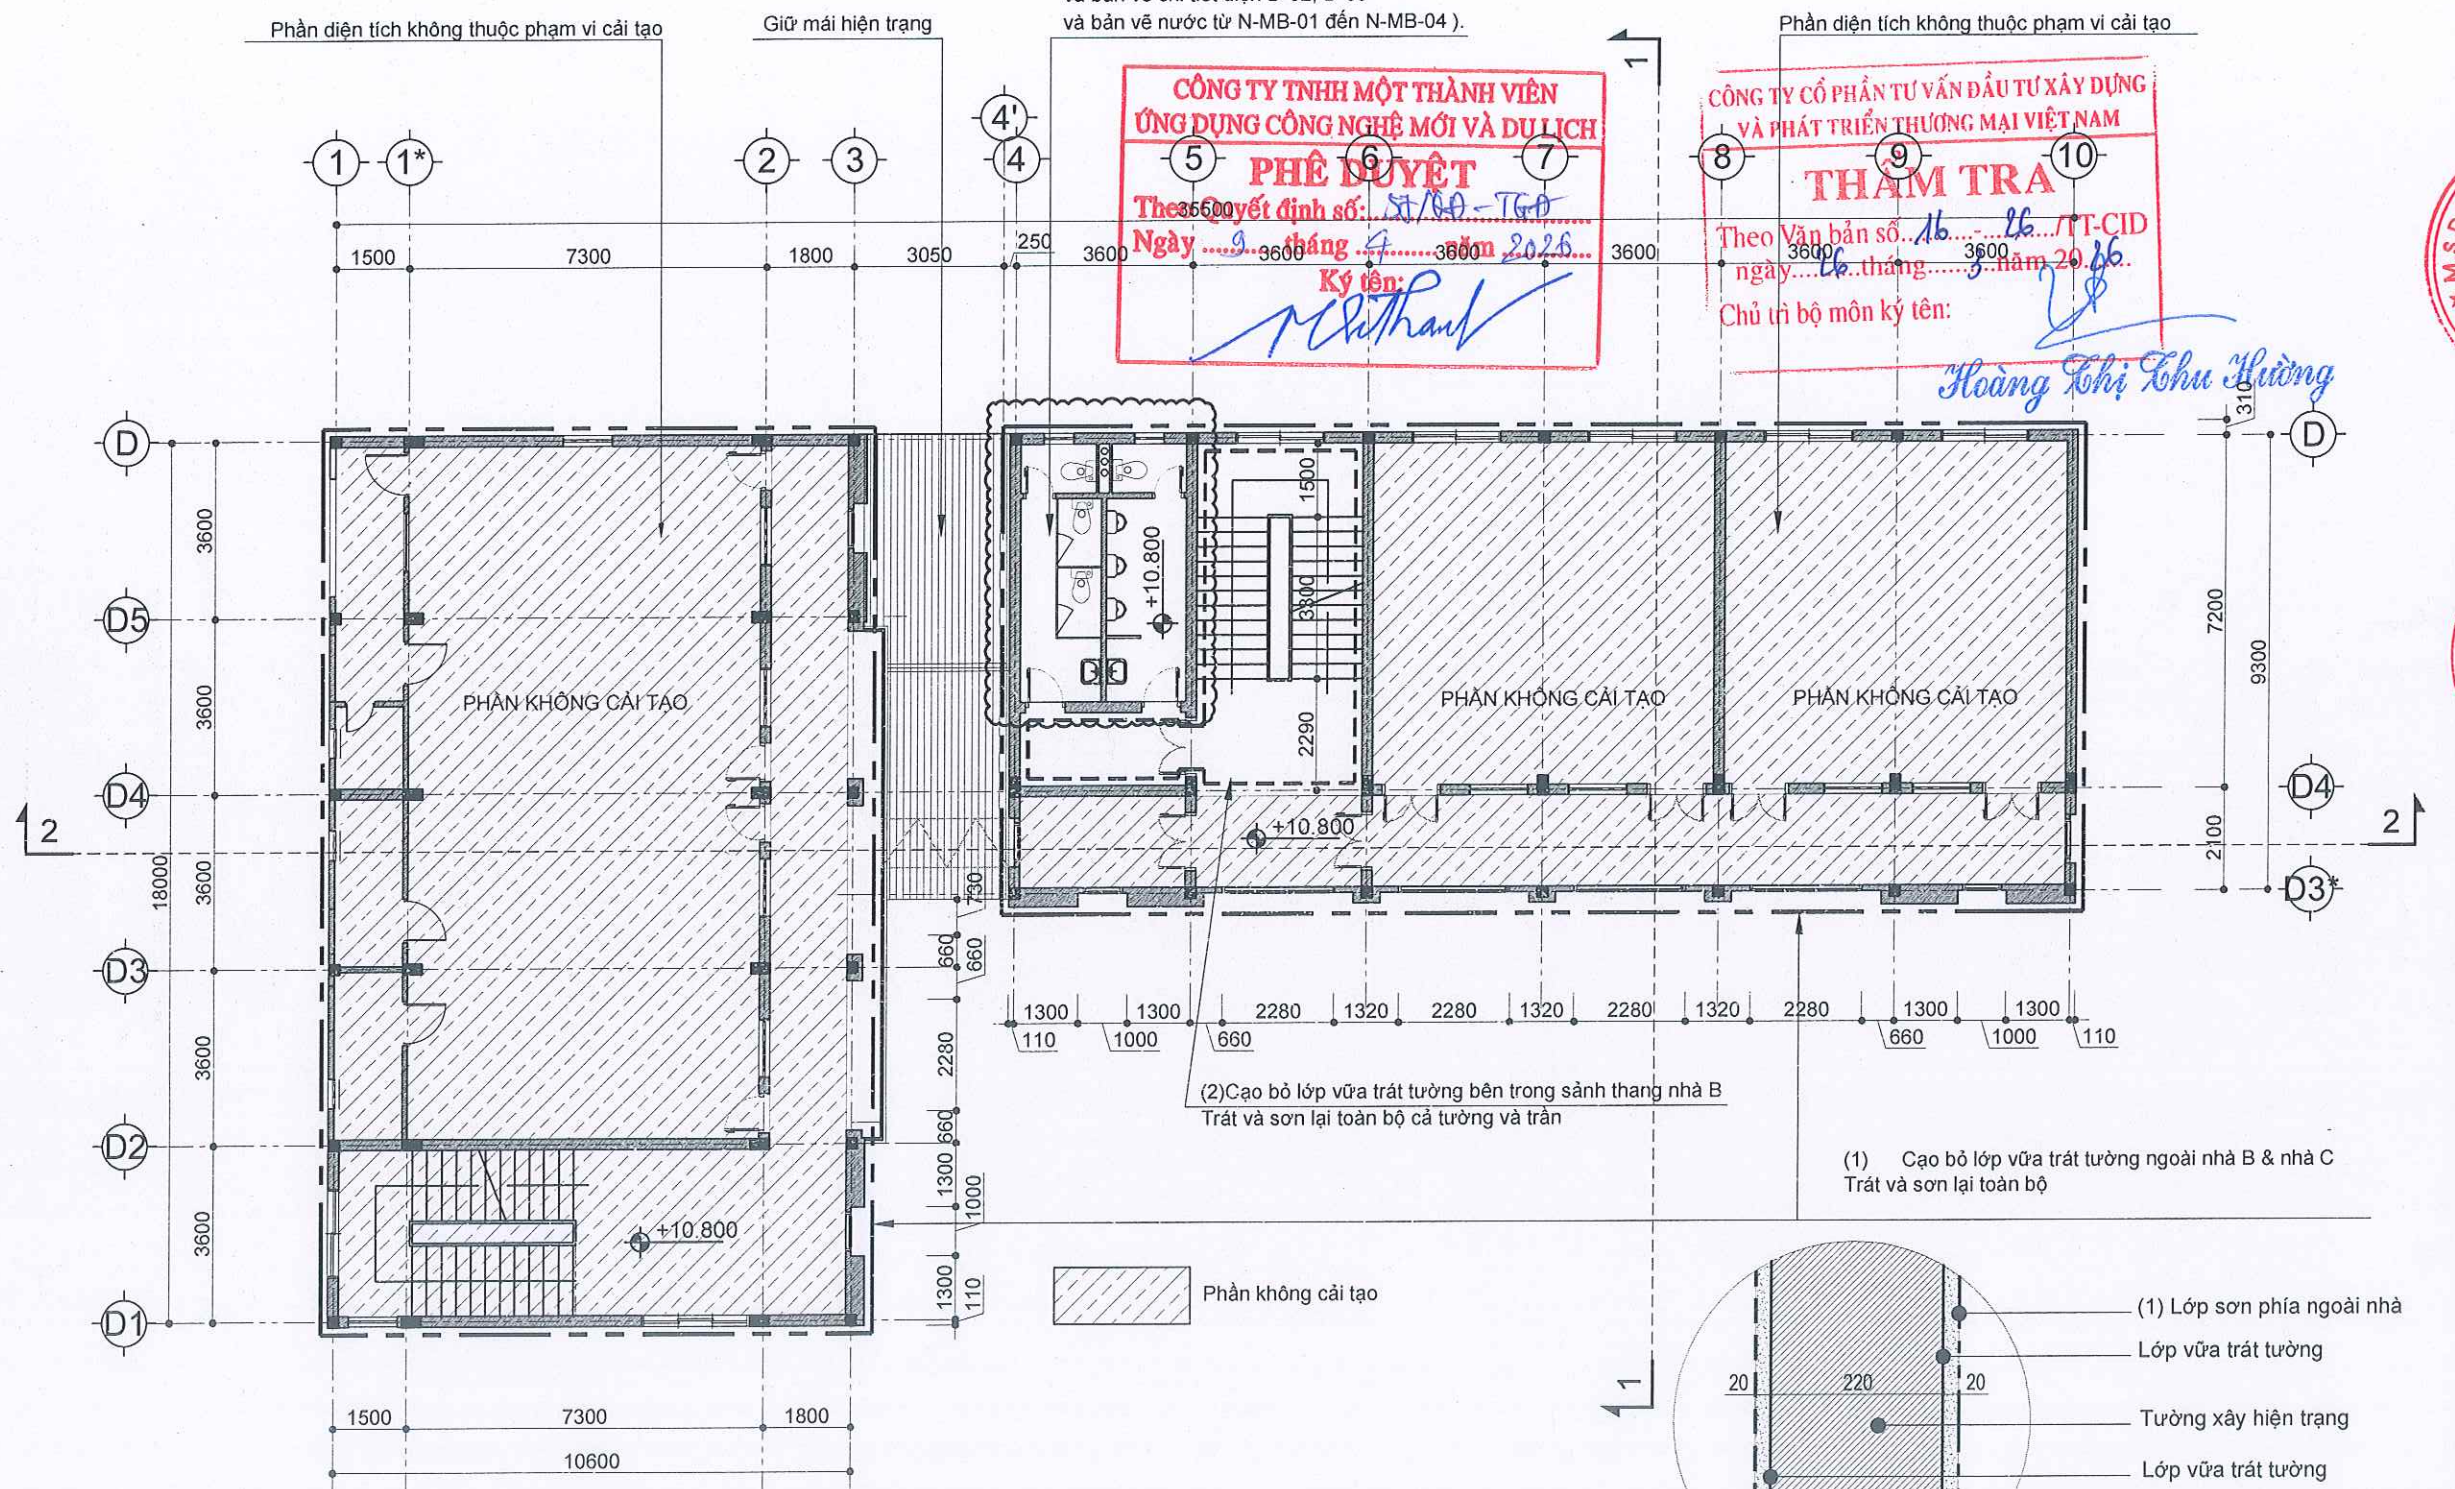 và bản vẽ nước từ N-MB-01 đến N-MB-04 ).
Phần diện tích không thuộc phạm vi cải tạo
Giữ mái hiện trạng
Phần diện tích không thuộc phạm vi cải tạo
1
CÔNG TY TNHH MỘT THÀNH VIÊN
ỨNG DỤNG CÔNG NGHỆ MỚI VÀ DU LỊCH
PHÊ DUYỆT
Theo Quyết định số:
Ngày 9 tháng 4 năm 2026
Ký tên:
CÔNG TY CỔ PHẦN TƯ VẤN ĐẦU TƯ XÂY DỰNG
VÀ PHÁT TRIỂN THƯƠNG MẠI VIỆT NAM
THẨM TRA
Theo Văn bản số 16 - 26 /TT-CID
ngày 26 tháng 3 năm 2026
Chủ trì bộ môn ký tên:
Hoàng Thị Thu Hường
4'
1 1* 2 3 4 5 6 7 8 9 10
35500
1500 7300 1800 3050 250 3600 3600 3600 3600 3600 3600
310
D D
D5
D4 D4
D3*
D3
D2
D1
3600
3600
3600
3600
3600
18000
7200
2100
9300
1500
3300
2290
+10.800
PHẦN KHÔNG CẢI TẠO
PHẦN KHÔNG CẢI TẠO
PHẦN KHÔNG CẢI TẠO
+10.800
2 2
730
660
660
2280
660
1300
1000
1300
110
1300 1300 2280 1320 2280 1320 2280 1320 2280 1300 1300
110 1000 660 660 1000 110
(2)Cạo bỏ lớp vữa trát tường bên trong sảnh thang nhà B
Trát và sơn lại toàn bộ cả tường và trần
(1) Cạo bỏ lớp vữa trát tường ngoài nhà B & nhà C
Trát và sơn lại toàn bộ
+10.800
Phần không cải tạo
1
1500 7300 1800
10600
20 220 20
(1) Lớp sơn phía ngoài nhà
Lớp vữa trát tường
Tường xây hiện trạng
Lớp vữa trát tường